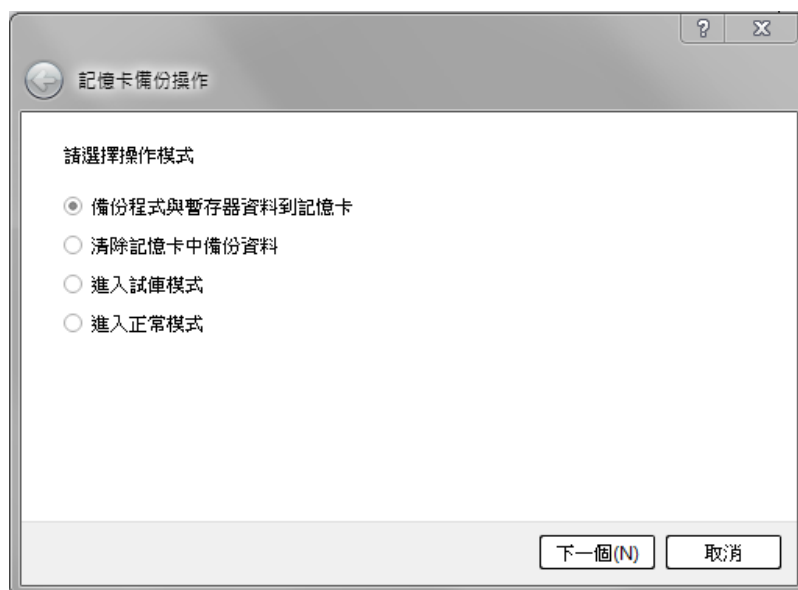 記憶卡備份操作
請選擇操作模式
備份程式與暫存器資料到記憶卡
清除記憶卡中備份資料
進入試俥模式
進入正常模式
下一個(N)
取消